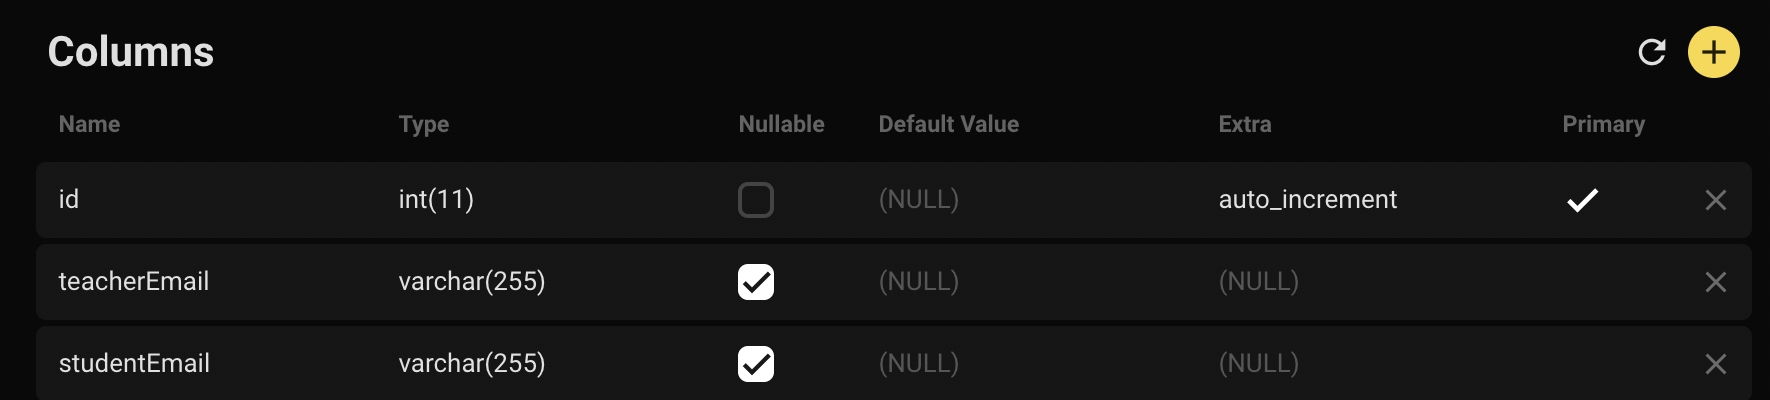 Columns
Name Type Nullable Default Value Extra Primary
id int(11) (NULL) auto_increment
teacherEmail varchar(255) (NULL) (NULL)
studentEmail varchar(255) (NULL) (NULL)